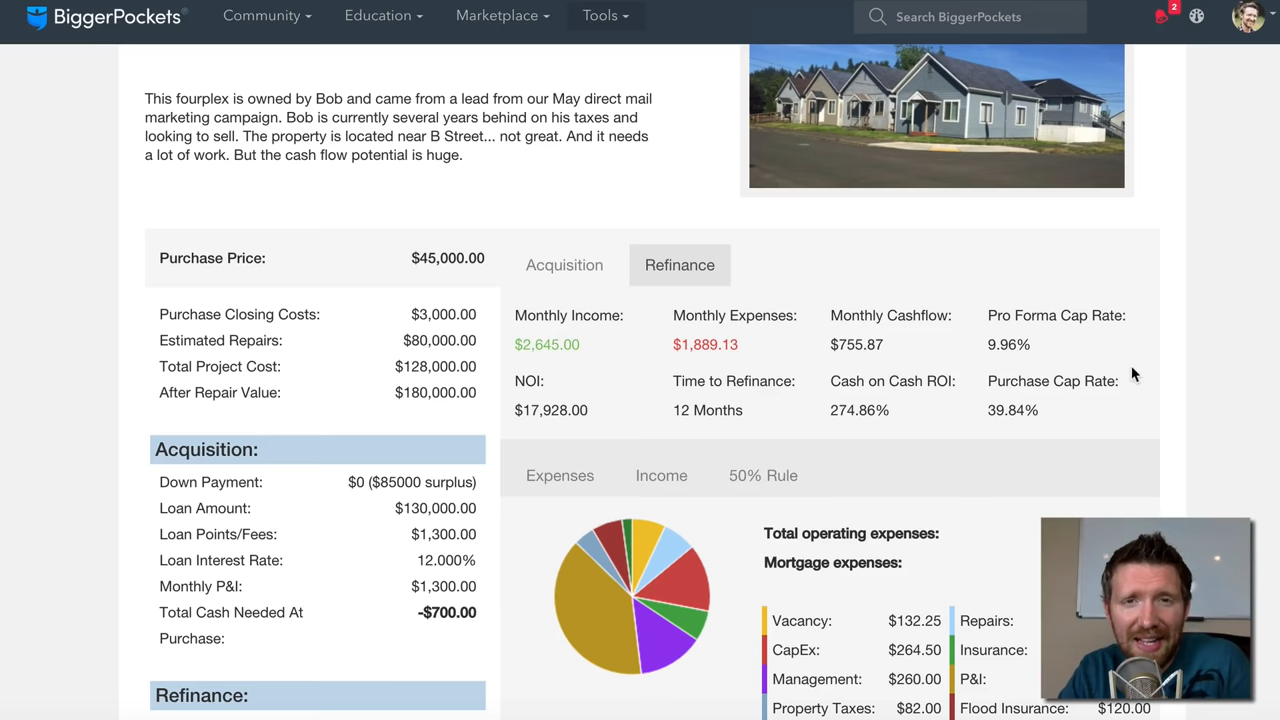 BiggerPockets
Community
Education
Marketplace
Tools
Search BiggerPockets
2
This fourplex is owned by Bob and came from a lead from our May direct mail
marketing campaign. Bob is currently several years behind on his taxes and
looking to sell. The property is located near B Street... not great. And it needs
a lot of work. But the cash flow potential is huge.
Purchase Price: $45,000.00
Purchase Closing Costs: $3,000.00
Estimated Repairs: $80,000.00
Total Project Cost: $128,000.00
After Repair Value: $180,000.00
Acquisition:
Down Payment: $0 ($85000 surplus)
Loan Amount: $130,000.00
Loan Points/Fees: $1,300.00
Loan Interest Rate: 12.000%
Monthly P&I: $1,300.00
Total Cash Needed At -$700.00
Purchase:
Refinance:
Acquisition Refinance
Monthly Income: Monthly Expenses: Monthly Cashflow: Pro Forma Cap Rate:
$2,645.00 $1,889.13 $755.87 9.96%
NOI: Time to Refinance: Cash on Cash ROI: Purchase Cap Rate:
$17,928.00 12 Months 274.86% 39.84%
Expenses Income 50% Rule
Total operating expenses:
Mortgage expenses:
Vacancy: $132.25 Repairs:
CapEx: $264.50 Insurance:
Management: $260.00 P&I:
Property Taxes: $82.00 Flood Insurance: $120.00